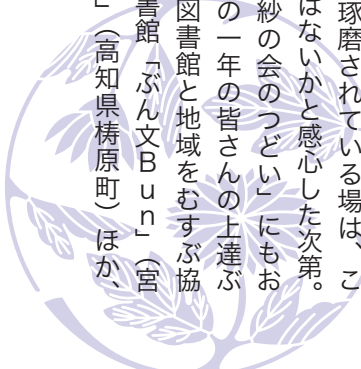 琢磨されている場は、こ
はないかと感心した次第。
紗の会のつどい」にもお
の一年の皆さんの上達ぶ
図書館と地域をむすぶ協
書館「ぶん文Bun」(宮
」(高知県梼原町)ほか、